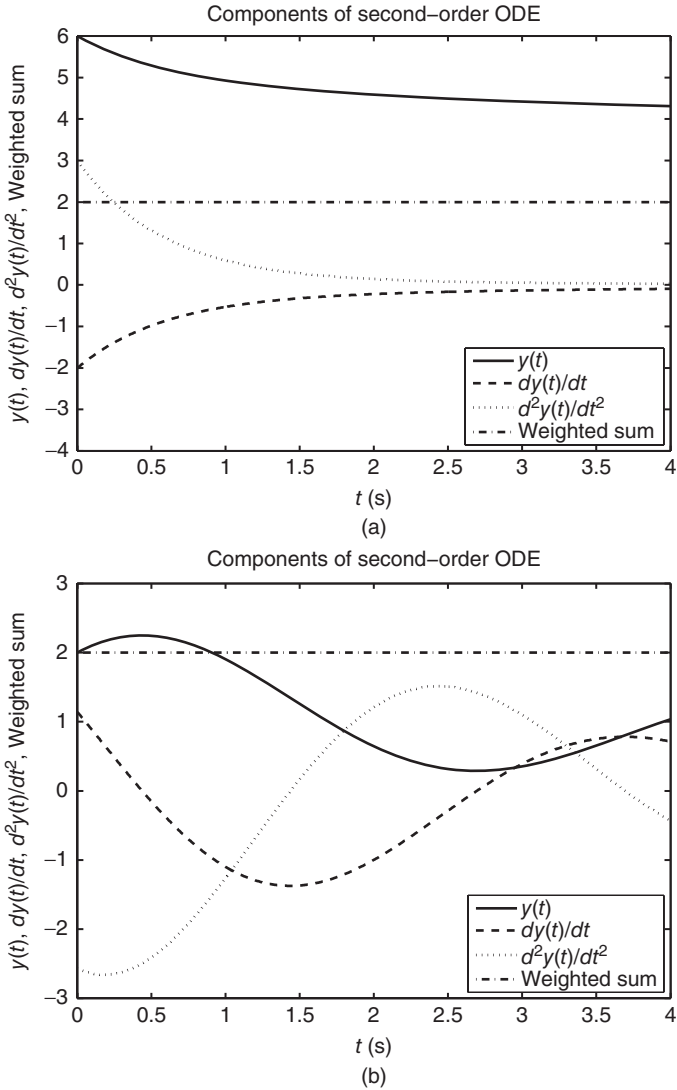 Components of second–order ODE
y(t), dy(t)/dt, d²y(t)/dt², Weighted sum
6
5
4
3
2
1
0
–1
–2
–3
–4
y(t)
dy(t)/dt
d²y(t)/dt²
Weighted sum
0 0.5 1 1.5 2 2.5 3 3.5 4
t (s)
(a)
Components of second–order ODE
y(t), dy(t)/dt, d²y(t)/dt², Weighted sum
3
2
1
0
–1
–2
–3
y(t)
dy(t)/dt
d²y(t)/dt²
Weighted sum
0 0.5 1 1.5 2 2.5 3 3.5 4
t (s)
(b)